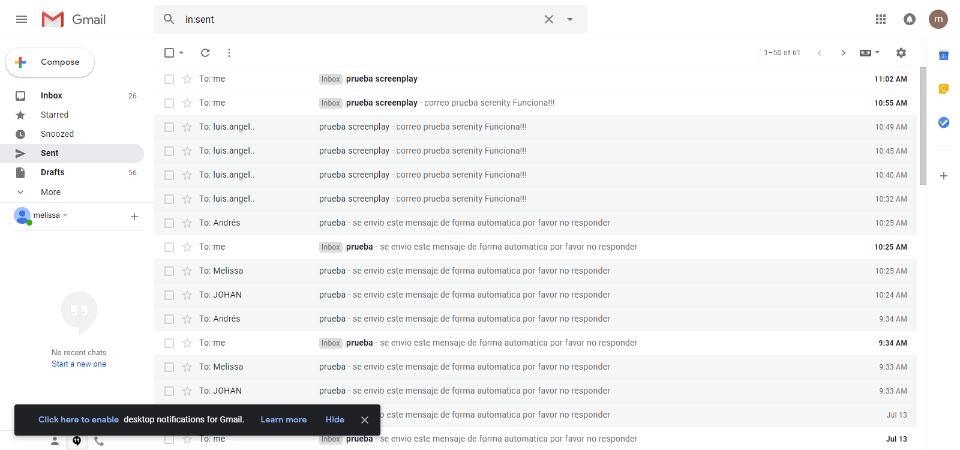 Gmail
in:sent
m
Compose
1–50 of 61
31
Inbox 26
Starred
Snoozed
Sent
Drafts 56
More
melissa
No recent chats
Start a new one
To: me Inbox prueba screenplay 11:02 AM
To: me Inbox prueba screenplay - correo prueba serenity Funciona!!! 10:55 AM
To: luis.angel.. prueba screenplay - correo prueba serenity Funciona!!! 10:49 AM
To: luis.angel.. prueba screenplay - correo prueba serenity Funciona!!! 10:45 AM
To: luis.angel.. prueba screenplay - correo prueba serenity Funciona!!! 10:40 AM
To: luis.angel.. prueba screenplay - correo prueba serenity Funciona!!! 10:32 AM
To: Andrés prueba - se envio este mensaje de forma automatica por favor no responder 10:25 AM
To: me Inbox prueba - se envio este mensaje de forma automatica por favor no responder 10:25 AM
To: Melissa prueba - se envio este mensaje de forma automatica por favor no responder 10:25 AM
To: JOHAN prueba - se envio este mensaje de forma automatica por favor no responder 10:24 AM
To: Andrés prueba - se envio este mensaje de forma automatica por favor no responder 9:34 AM
To: me Inbox prueba - se envio este mensaje de forma automatica por favor no responder 9:34 AM
To: Melissa prueba - se envio este mensaje de forma automatica por favor no responder 9:33 AM
To: JOHAN prueba - se envio este mensaje de forma automatica por favor no responder 9:33 AM
se envio este mensaje de forma automatica por favor no responder Jul 13
Click here to enable desktop notifications for Gmail. Learn more Hide
To: me Inbox prueba - se envio este mensaje de forma automatica por favor no responder Jul 13